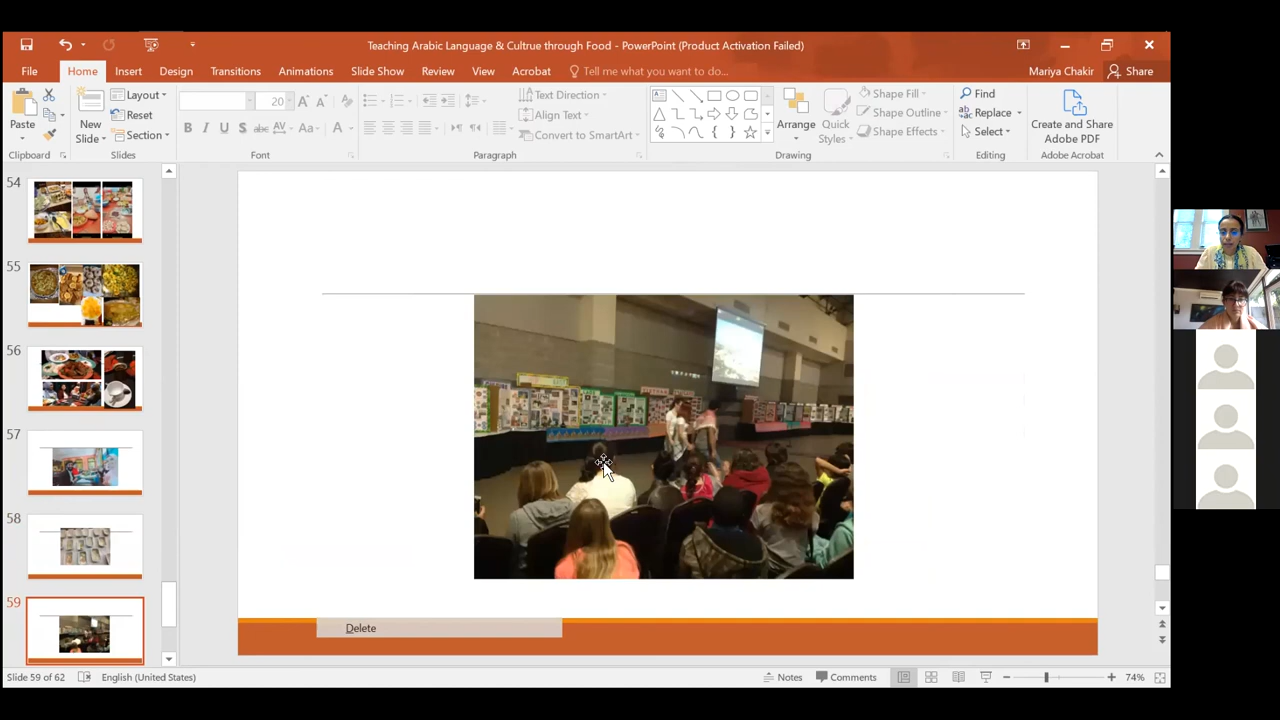 Teaching Arabic Language & Cultrue through Food - PowerPoint (Product Activation Failed)
File Home Insert Design Transitions Animations Slide Show Review View Acrobat Tell me what you want to do... Mariya Chakir Share
Paste
New Slide
Layout
Reset
Section
20
B I U S abc AV Aa A
Text Direction
Align Text
Convert to SmartArt
Arrange
Quick Styles
Shape Fill
Shape Outline
Shape Effects
Find
Replace
Select
Create and Share Adobe PDF
Clipboard Slides Font Paragraph Drawing Editing Adobe Acrobat
54
55
56
57
58
59
Delete
Slide 59 of 62 English (United States) Notes Comments 74%